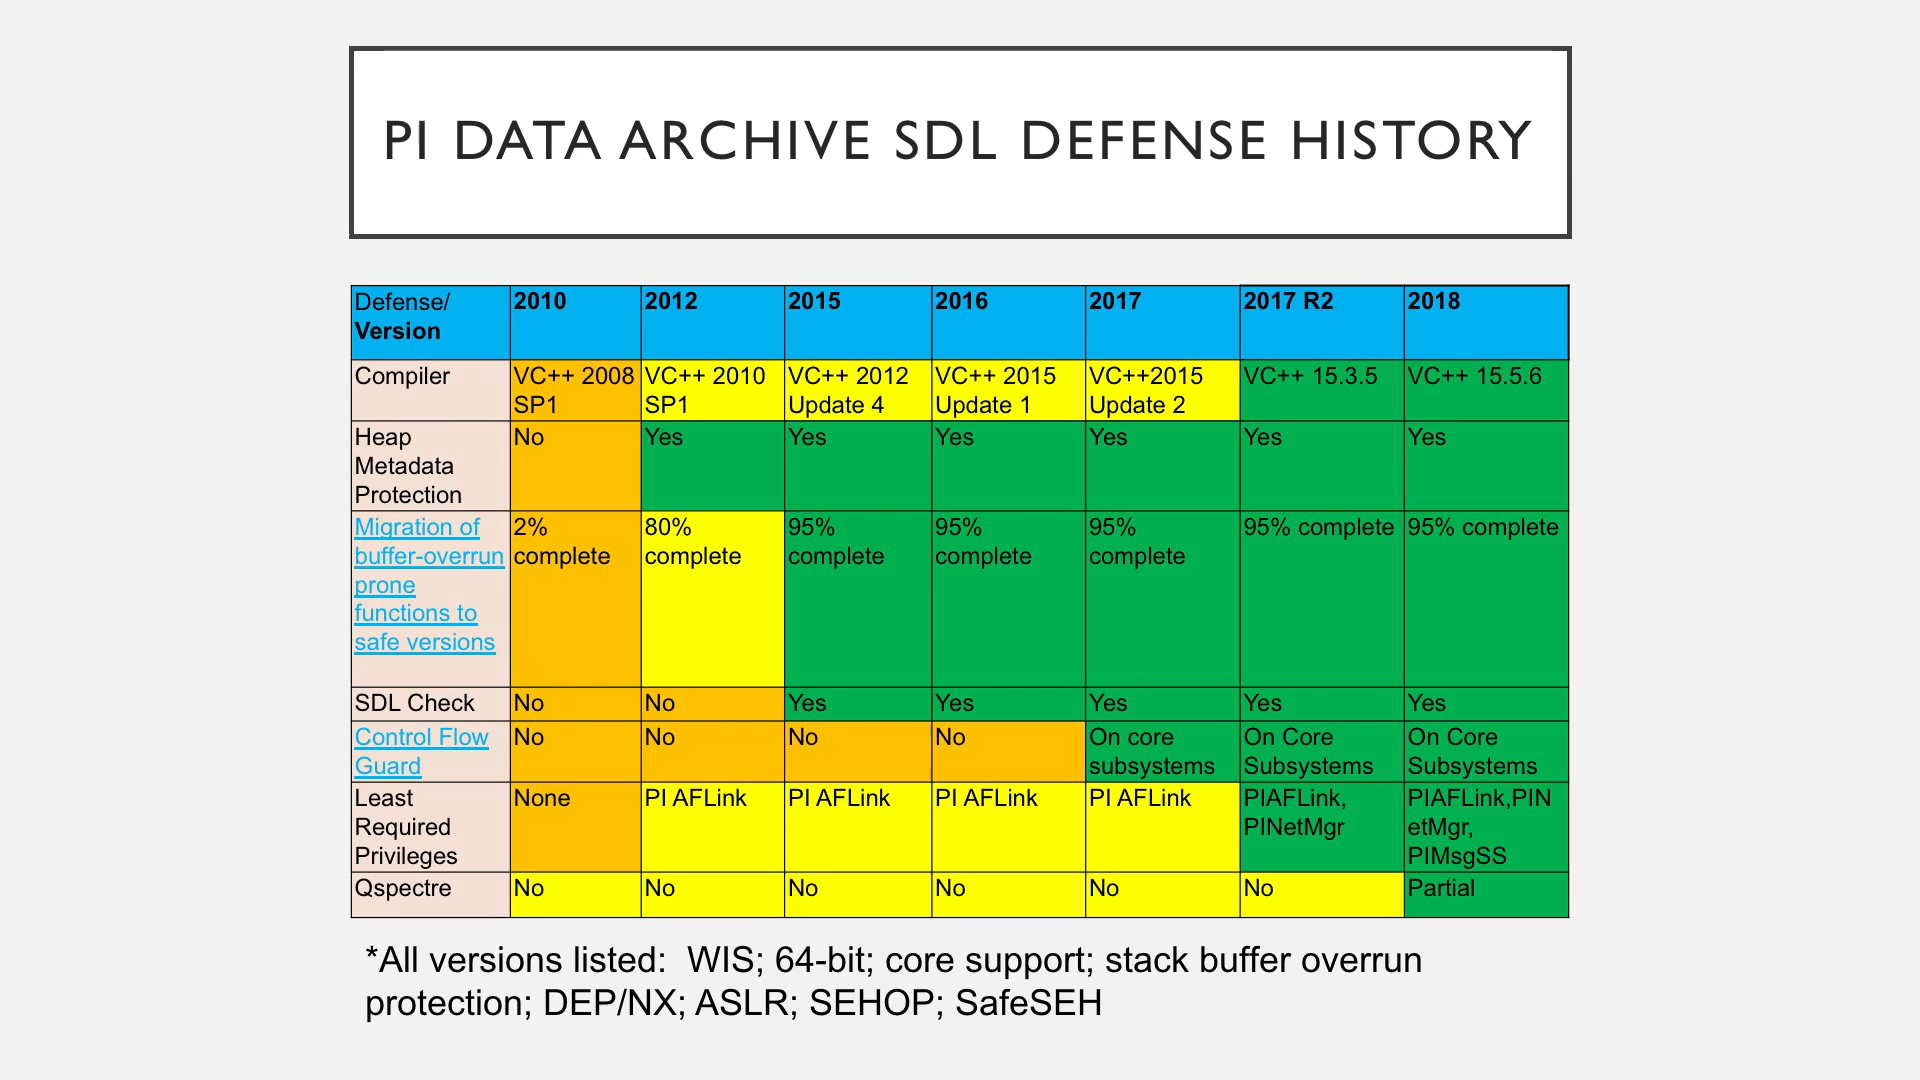 PI DATA ARCHIVE SDL DEFENSE HISTORY
Defense/
Version
2010
2012
2015
2016
2017
2017 R2
2018
Compiler
VC++ 2008
SP1
VC++ 2010
SP1
VC++ 2012
Update 4
VC++ 2015
Update 1
VC++2015
Update 2
VC++ 15.3.5
VC++ 15.5.6
Heap
Metadata
Protection
No
Yes
Yes
Yes
Yes
Yes
Yes
Migration of
buffer-overrun
prone
functions to
safe versions
2%
complete
80%
complete
95%
complete
95%
complete
95%
complete
95% complete
95% complete
SDL Check
No
No
Yes
Yes
Yes
Yes
Yes
Control Flow
Guard
No
No
No
No
On core
subsystems
On Core
Subsystems
On Core
Subsystems
Least
Required
Privileges
None
PI AFLink
PI AFLink
PI AFLink
PI AFLink
PIAFLink,
PINetMgr
PIAFLink,PIN
etMgr,
PIMsgSS
Qspectre
No
No
No
No
No
No
Partial
*All versions listed:  WIS; 64-bit; core support; stack buffer overrun
protection; DEP/NX; ASLR; SEHOP; SafeSEH